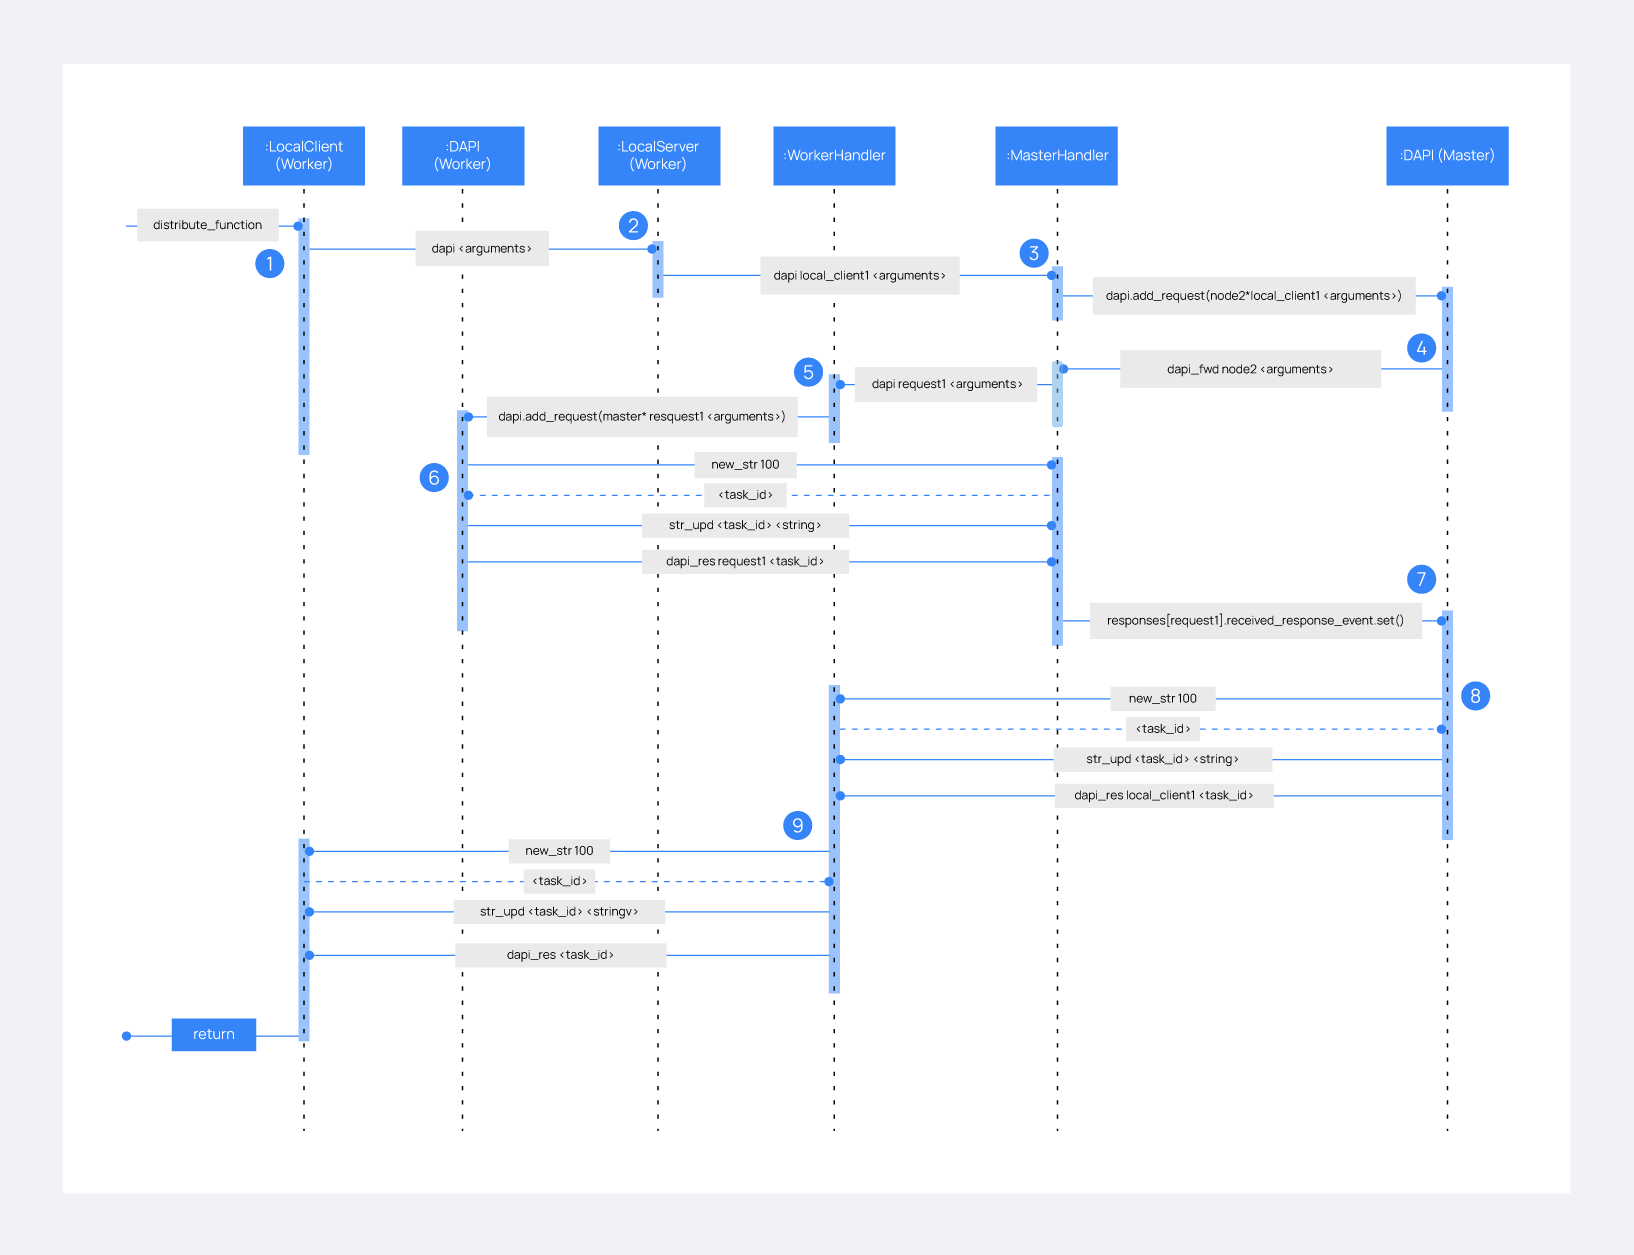 :LocalClient
(Worker)
:DAPI
(Worker)
:LocalServer
(Worker)
:WorkerHandler
:MasterHandler
:DAPI (Master)
distribute_function
1
dapi <arguments>
2
dapi local_client1 <arguments>
3
dapi.add_request(node2*local_client1 <arguments>)
4
dapi_fwd node2 <arguments>
5
dapi request1 <arguments>
dapi.add_request(master* resquest1 <arguments>)
6
new_str 100
<task_id>
str_upd <task_id> <string>
dapi_res request1 <task_id>
7
responses[request1].received_response_event.set()
8
new_str 100
<task_id>
str_upd <task_id> <string>
dapi_res local_client1 <task_id>
9
new_str 100
<task_id>
str_upd <task_id> <stringv>
dapi_res <task_id>
return